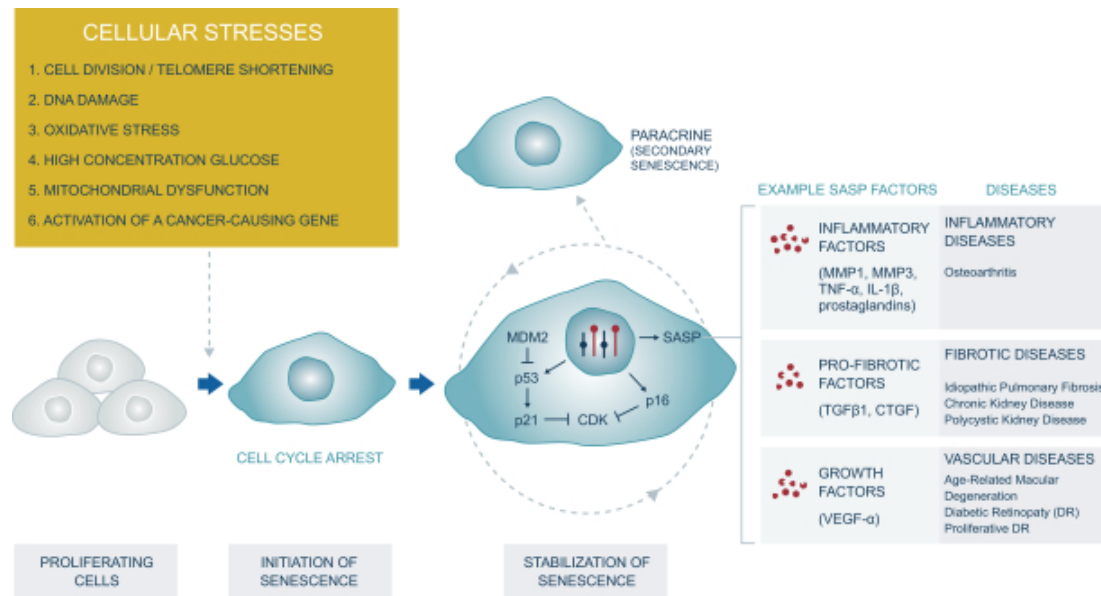 CELLULAR STRESSES
1. CELL DIVISION / TELOMERE SHORTENING
2. DNA DAMAGE
3. OXIDATIVE STRESS
4. HIGH CONCENTRATION GLUCOSE
5. MITOCHONDRIAL DYSFUNCTION
6. ACTIVATION OF A CANCER-CAUSING GENE
PARACRINE
(SECONDARY
SENESCENCE)
EXAMPLE SASP FACTORS
DISEASES
INFLAMMATORY
FACTORS
(MMP1, MMP3,
TNF-α, IL-1β,
prostaglandins)
INFLAMMATORY
DISEASES
Osteoarthritis
PRO-FIBROTIC
FACTORS
(TGFβ1, CTGF)
FIBROTIC DISEASES
Idiopathic Pulmonary Fibrosis
Chronic Kidney Disease
Polycystic Kidney Disease
GROWTH
FACTORS
(VEGF-α)
VASCULAR DISEASES
Age-Related Macular
Degeneration
Diabetic Retinopaty (DR)
Proliferative DR
MDM2
SASP
p53
p16
p21
CDK
CELL CYCLE ARREST
PROLIFERATING
CELLS
INITIATION OF
SENESCENCE
STABILIZATION OF
SENESCENCE